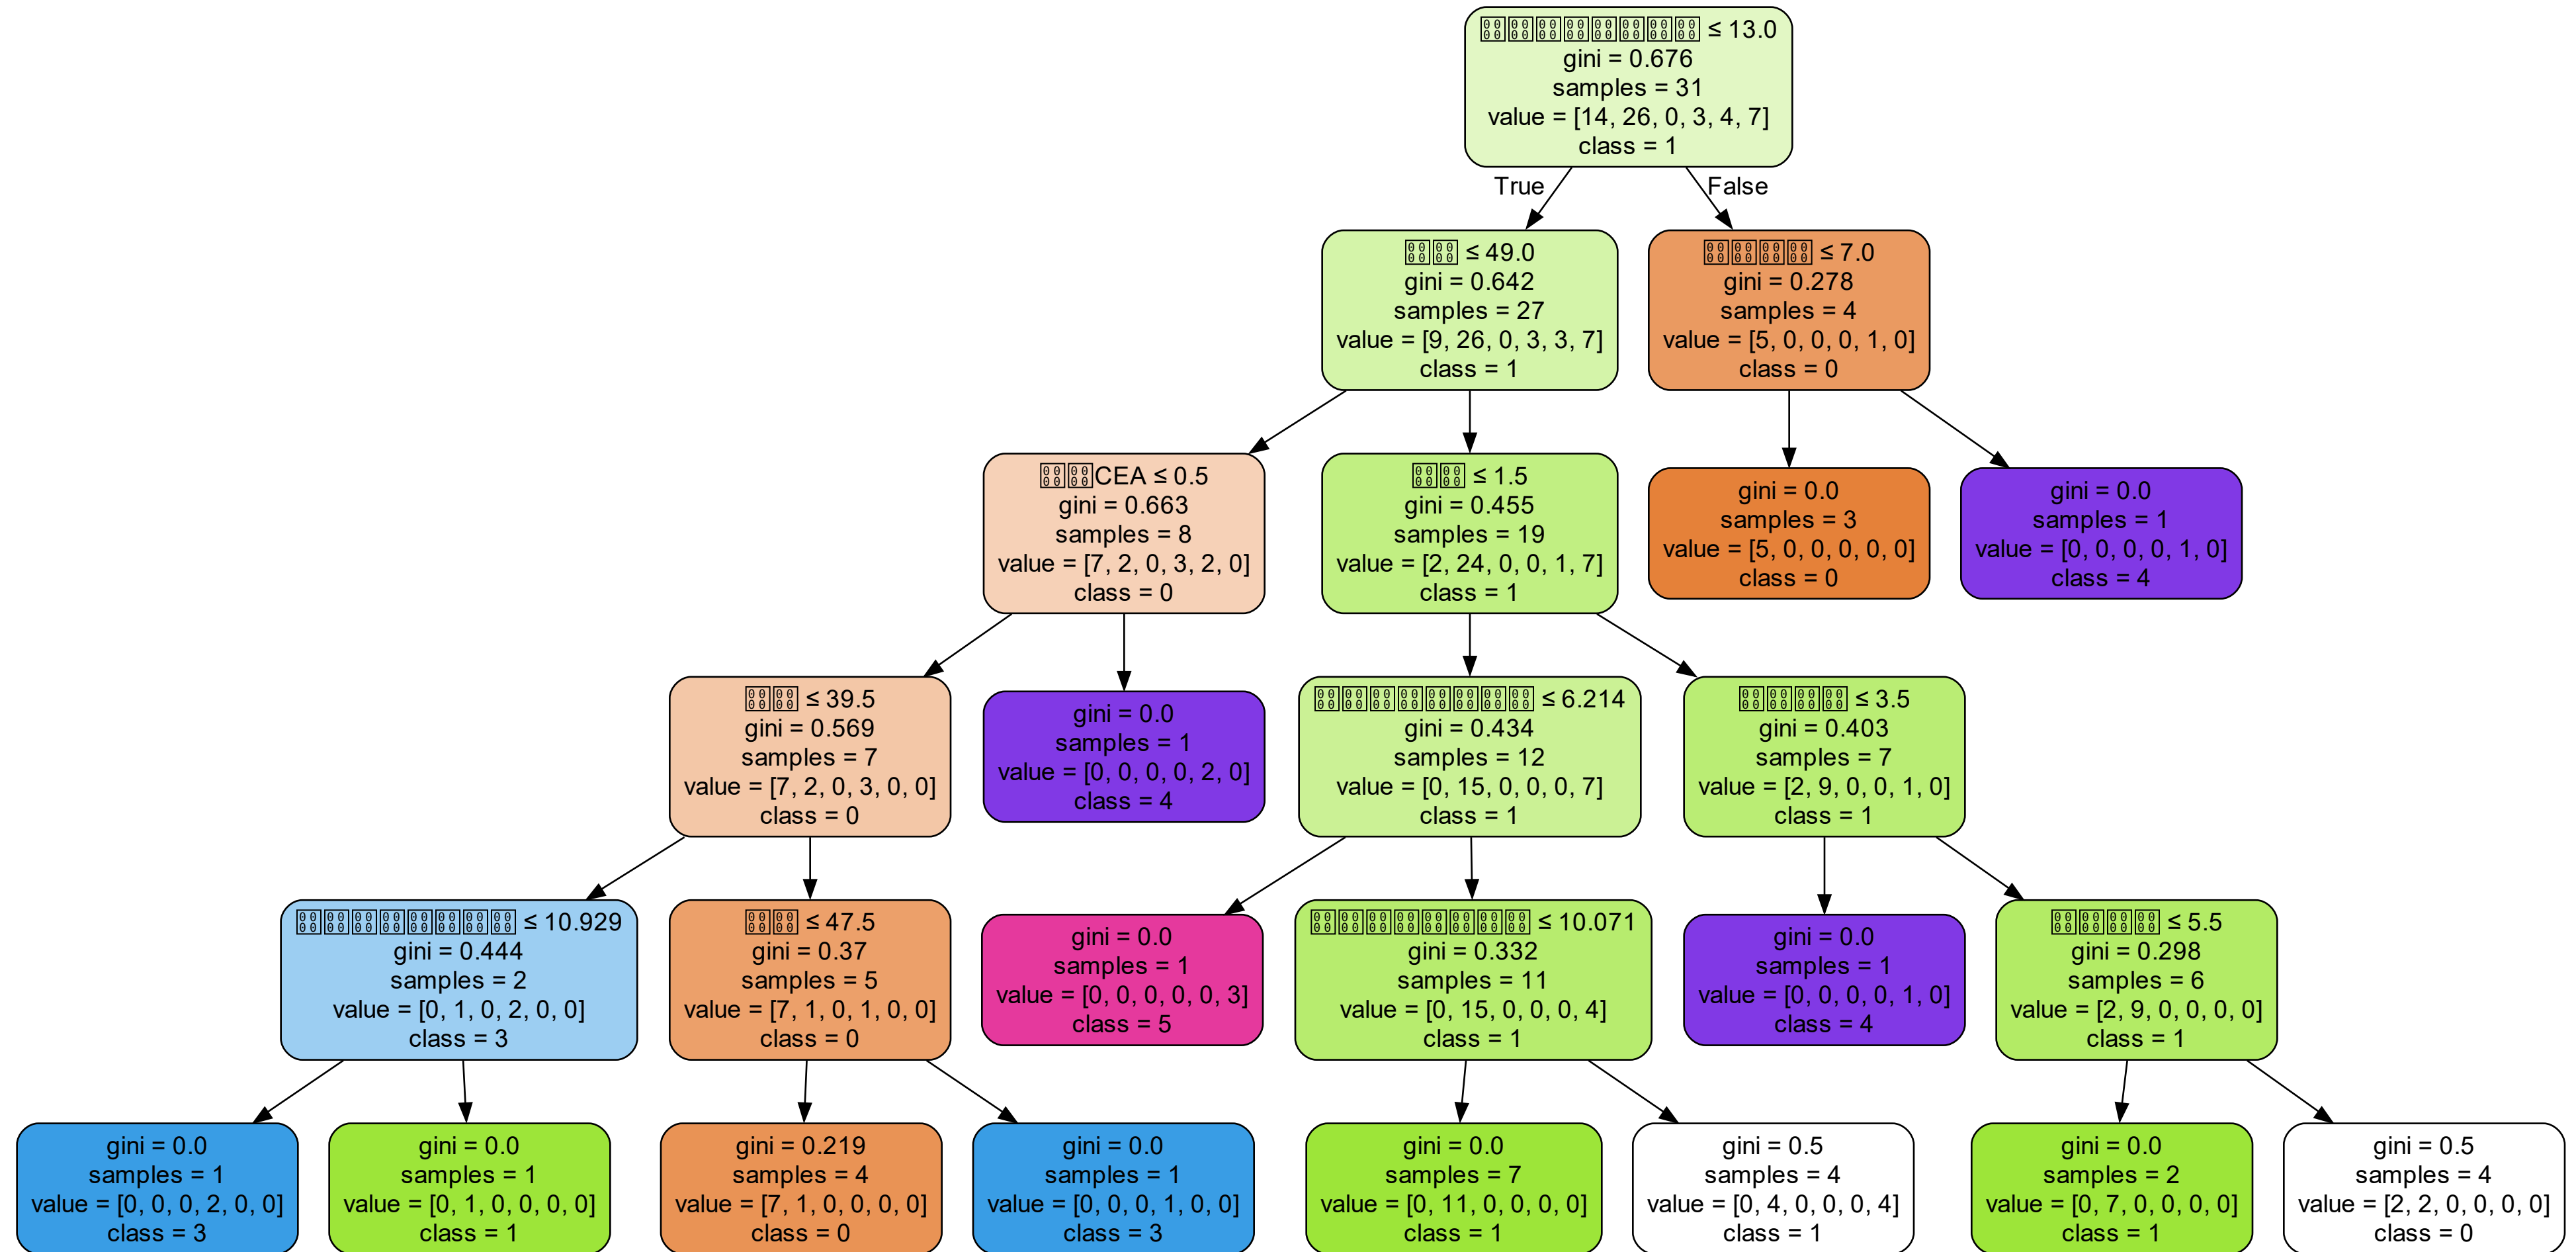 ≤ 13.0
gini = 0.676
samples = 31
value = [14, 26, 0, 3, 4, 7]
class = 1
True
False
≤ 49.0
gini = 0.642
samples = 27
value = [9, 26, 0, 3, 3, 7]
class = 1
≤ 7.0
gini = 0.278
samples = 4
value = [5, 0, 0, 0, 1, 0]
class = 0
CEA ≤ 0.5
gini = 0.663
samples = 8
value = [7, 2, 0, 3, 2, 0]
class = 0
≤ 1.5
gini = 0.455
samples = 19
value = [2, 24, 0, 0, 1, 7]
class = 1
gini = 0.0
samples = 3
value = [5, 0, 0, 0, 0, 0]
class = 0
gini = 0.0
samples = 1
value = [0, 0, 0, 0, 1, 0]
class = 4
≤ 39.5
gini = 0.569
samples = 7
value = [7, 2, 0, 3, 0, 0]
class = 0
gini = 0.0
samples = 1
value = [0, 0, 0, 0, 2, 0]
class = 4
≤ 6.214
gini = 0.434
samples = 12
value = [0, 15, 0, 0, 0, 7]
class = 1
≤ 3.5
gini = 0.403
samples = 7
value = [2, 9, 0, 0, 1, 0]
class = 1
≤ 10.929
gini = 0.444
samples = 2
value = [0, 1, 0, 2, 0, 0]
class = 3
≤ 47.5
gini = 0.37
samples = 5
value = [7, 1, 0, 1, 0, 0]
class = 0
gini = 0.0
samples = 1
value = [0, 0, 0, 0, 0, 3]
class = 5
≤ 10.071
gini = 0.332
samples = 11
value = [0, 15, 0, 0, 0, 4]
class = 1
gini = 0.0
samples = 1
value = [0, 0, 0, 0, 1, 0]
class = 4
≤ 5.5
gini = 0.298
samples = 6
value = [2, 9, 0, 0, 0, 0]
class = 1
gini = 0.0
samples = 1
value = [0, 0, 0, 2, 0, 0]
class = 3
gini = 0.0
samples = 1
value = [0, 1, 0, 0, 0, 0]
class = 1
gini = 0.219
samples = 4
value = [7, 1, 0, 0, 0, 0]
class = 0
gini = 0.0
samples = 1
value = [0, 0, 0, 1, 0, 0]
class = 3
gini = 0.0
samples = 7
value = [0, 11, 0, 0, 0, 0]
class = 1
gini = 0.5
samples = 4
value = [0, 4, 0, 0, 0, 4]
class = 1
gini = 0.0
samples = 2
value = [0, 7, 0, 0, 0, 0]
class = 1
gini = 0.5
samples = 4
value = [2, 2, 0, 0, 0, 0]
class = 0